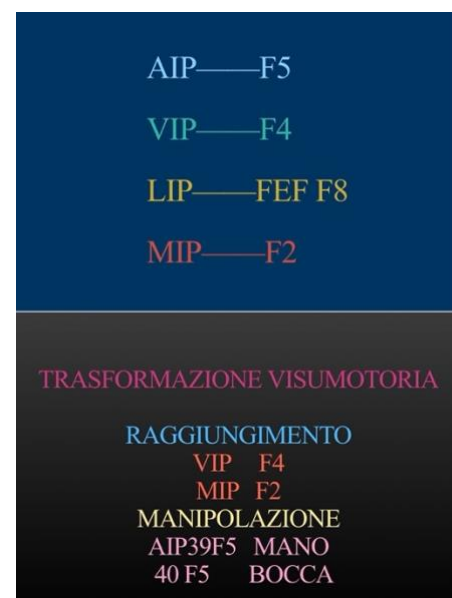 AIP——F5
VIP——F4
LIP——FEF F8
MIP——F2
TRASFORMAZIONE VISUMOTORIA
RAGGIUNGIMENTO
VIP F4
MIP F2
MANIPOLAZIONE
AIP39F5 MANO
40 F5 BOCCA